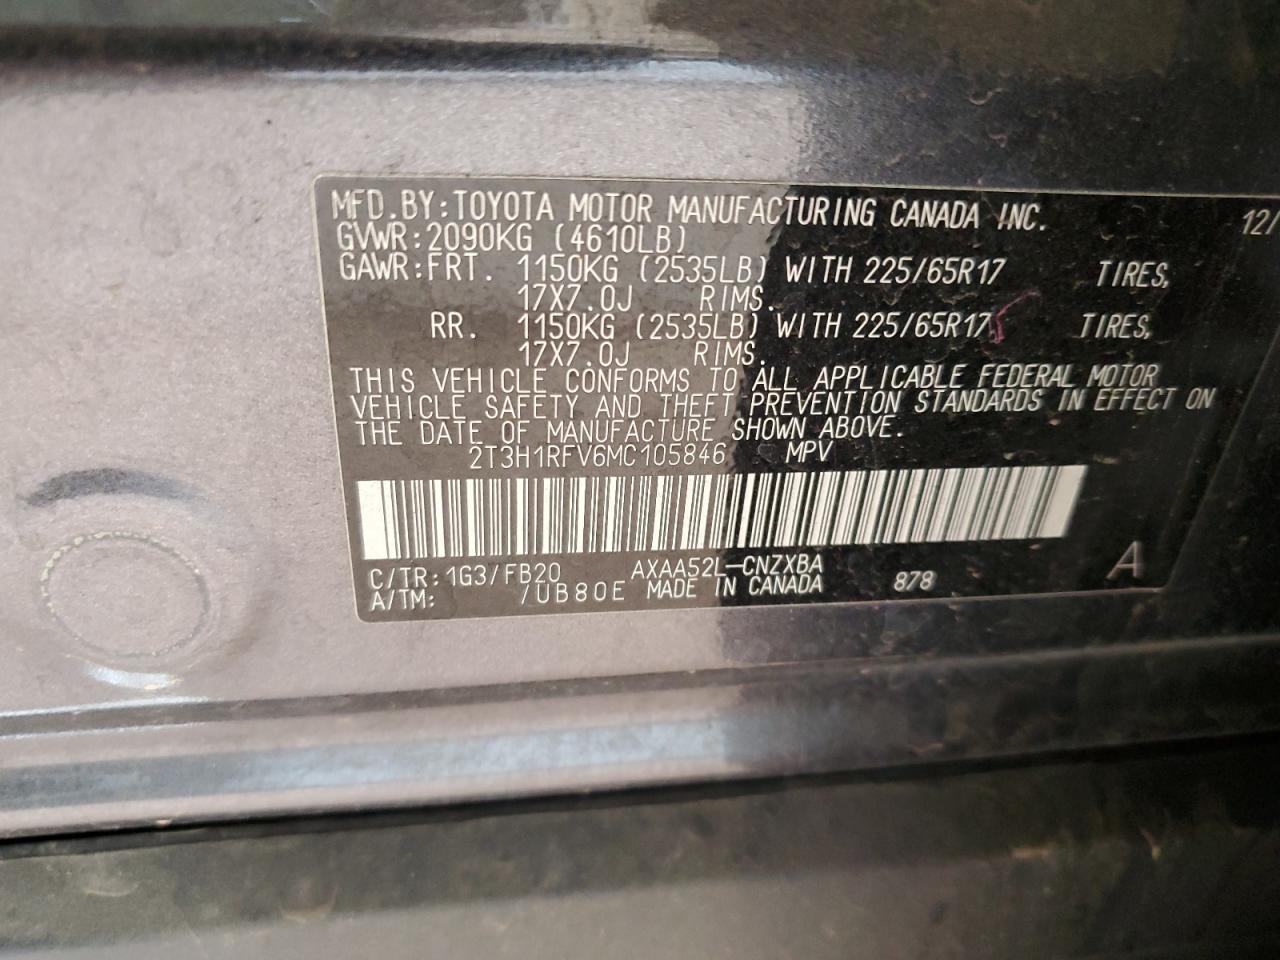 MFD.BY:TOYOTA MOTOR MANUFACTURING CANADA INC. 12/
GVWR:2090KG (4610LB)
GAWR:FRT. 1150KG (2535LB) WITH 225/65R17 TIRES,
17X7.0J RIMS.
RR. 1150KG (2535LB) WITH 225/65R17 TIRES,
17X7.0J RIMS.
THIS VEHICLE CONFORMS TO ALL APPLICABLE FEDERAL MOTOR
VEHICLE SAFETY AND THEFT PREVENTION STANDARDS IN EFFECT ON
THE DATE OF MANUFACTURE SHOWN ABOVE.
2T3H1RFV6MC105846 MPV
C/TR: 1G3/FB20 AXAA52L-CNZXBA 878 A
A/TM: /UB80E MADE IN CANADA